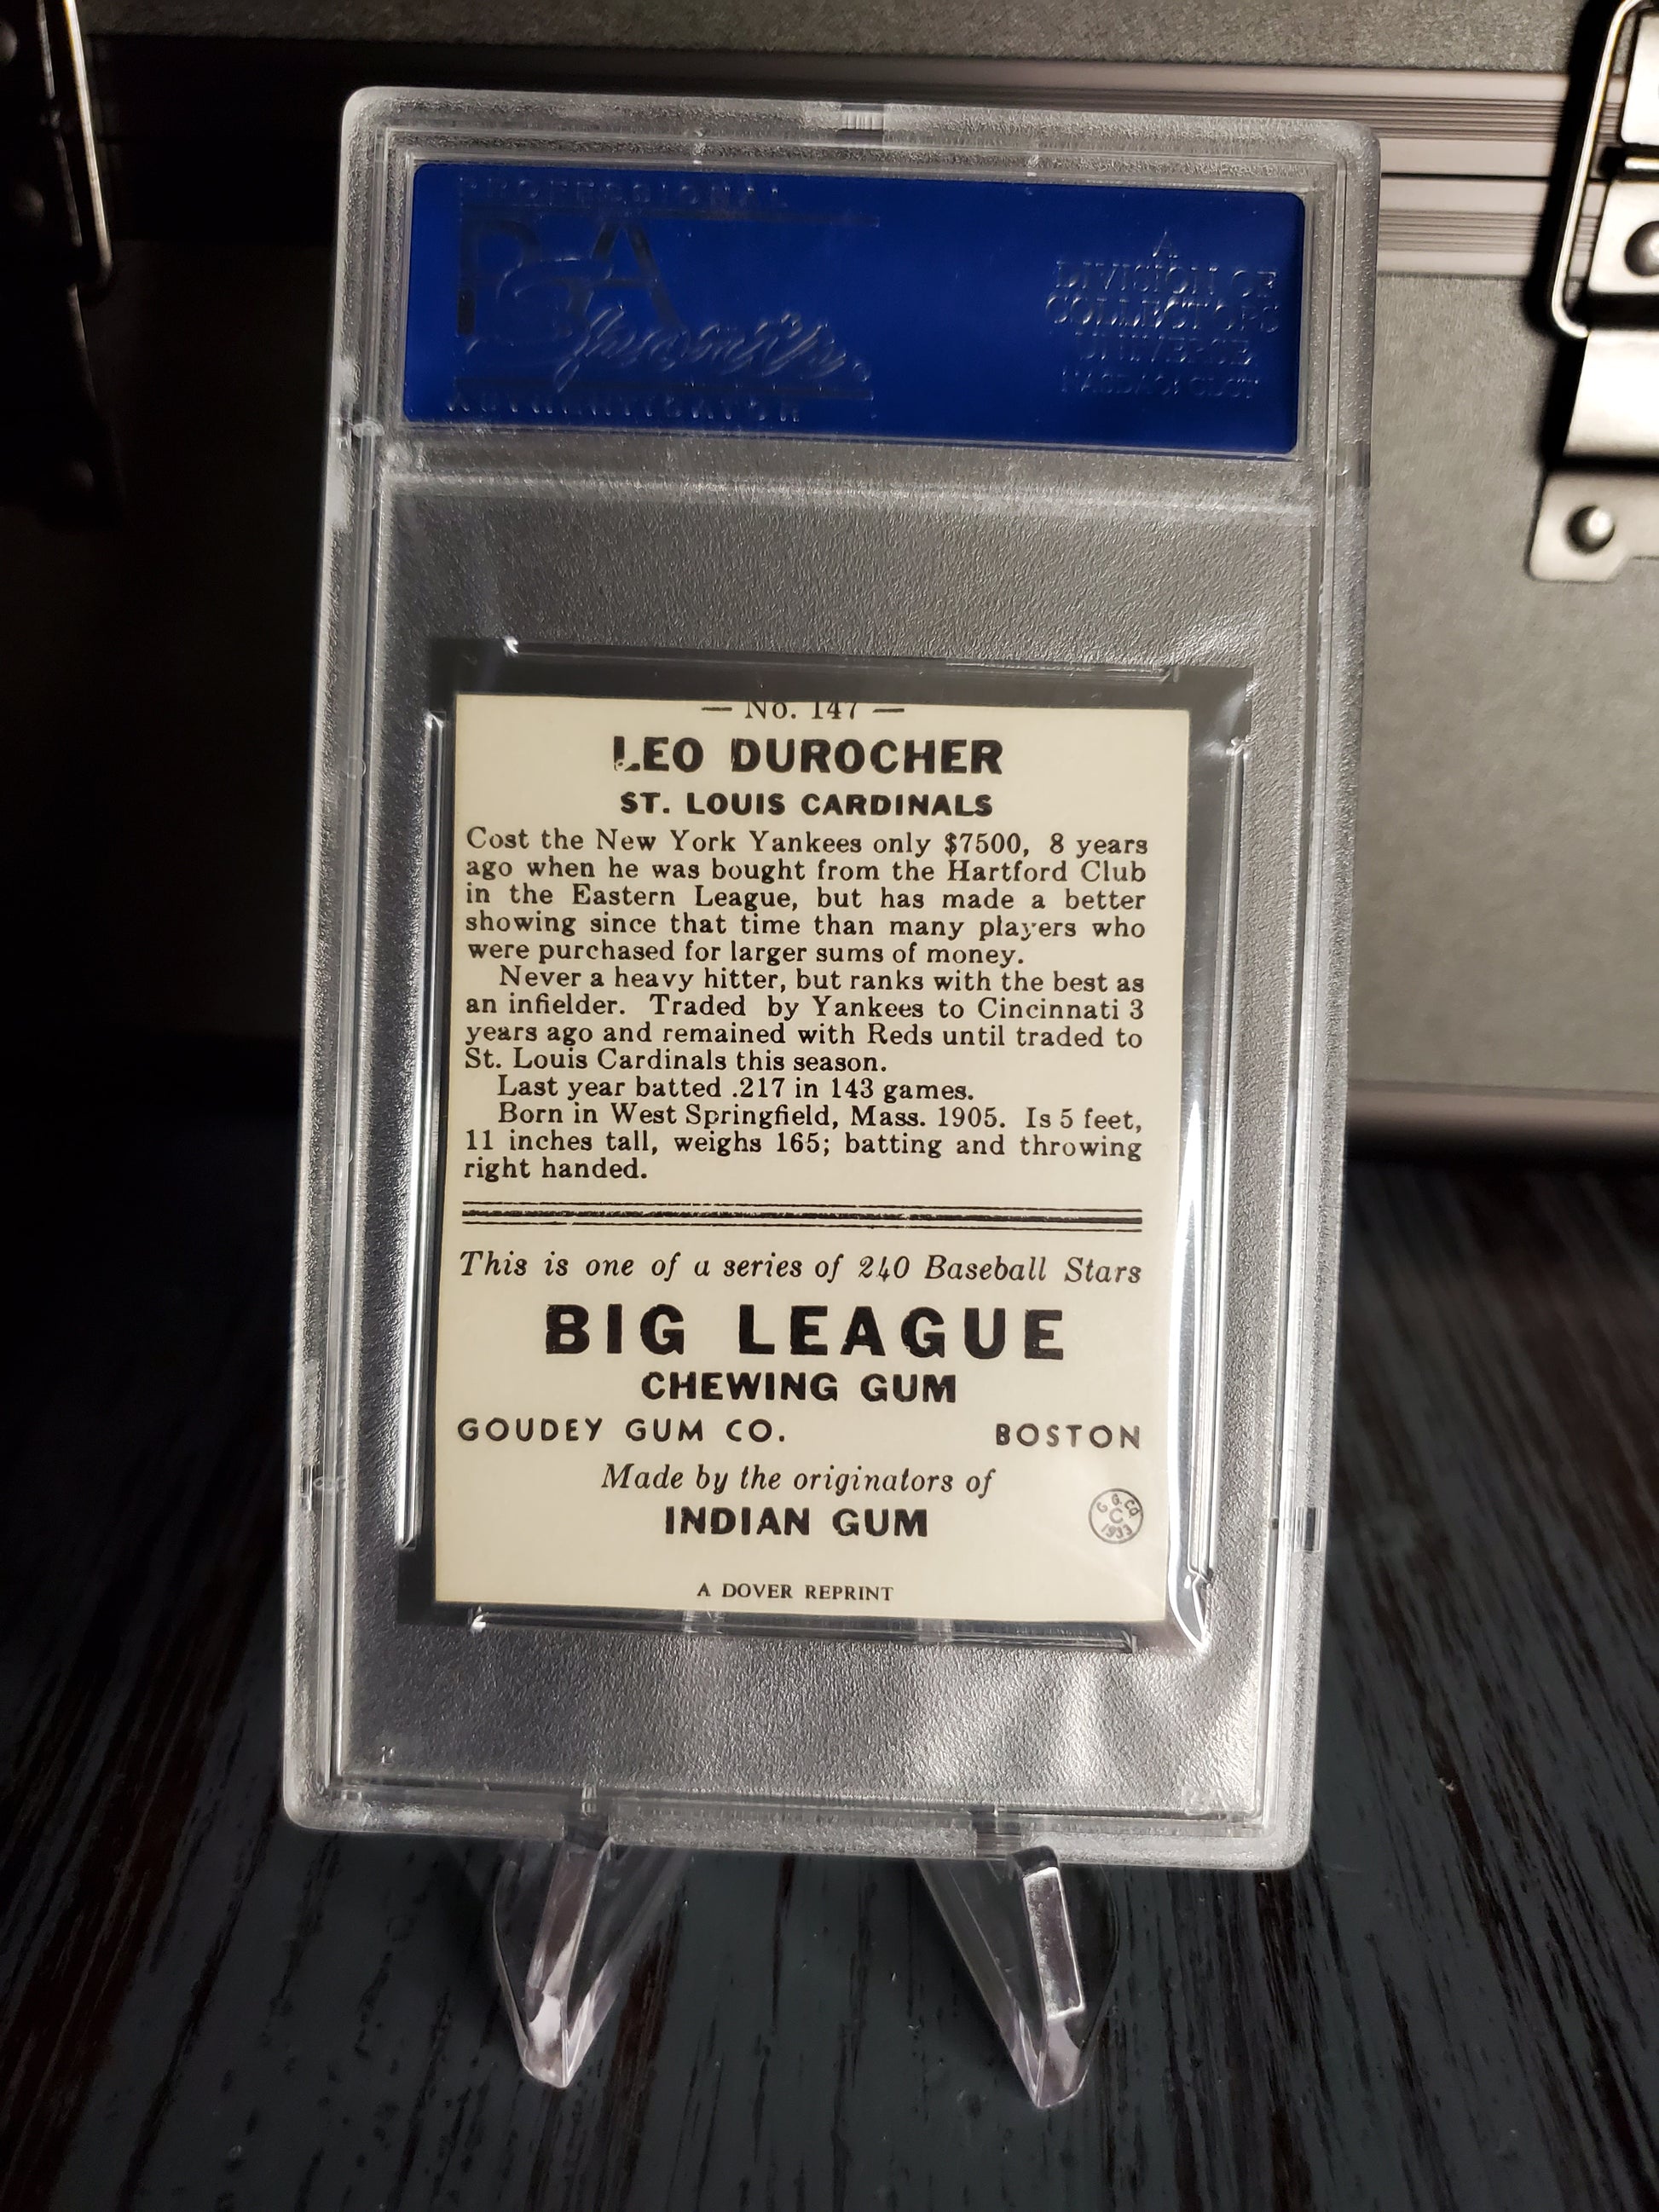 PROFESSIONAL
PSA
AUTHENTICATION
A
DIVISION OF
COLLECTORS
UNIVERSE
NASDAQ: CLCT
— No. 147 —
LEO DUROCHER
ST. LOUIS CARDINALS
Cost the New York Yankees only $7500, 8 years
ago when he was bought from the Hartford Club
in the Eastern League, but has made a better
showing since that time than many players who
were purchased for larger sums of money.
Never a heavy hitter, but ranks with the best as
an infielder. Traded by Yankees to Cincinnati 3
years ago and remained with Reds until traded to
St. Louis Cardinals this season.
Last year batted .217 in 143 games.
Born in West Springfield, Mass. 1905. Is 5 feet,
11 inches tall, weighs 165; batting and throwing
right handed.
This is one of a series of 240 Baseball Stars
BIG LEAGUE
CHEWING GUM
GOUDEY GUM CO. BOSTON
Made by the originators of
INDIAN GUM
G. G. CO.
C
1933
A DOVER REPRINT